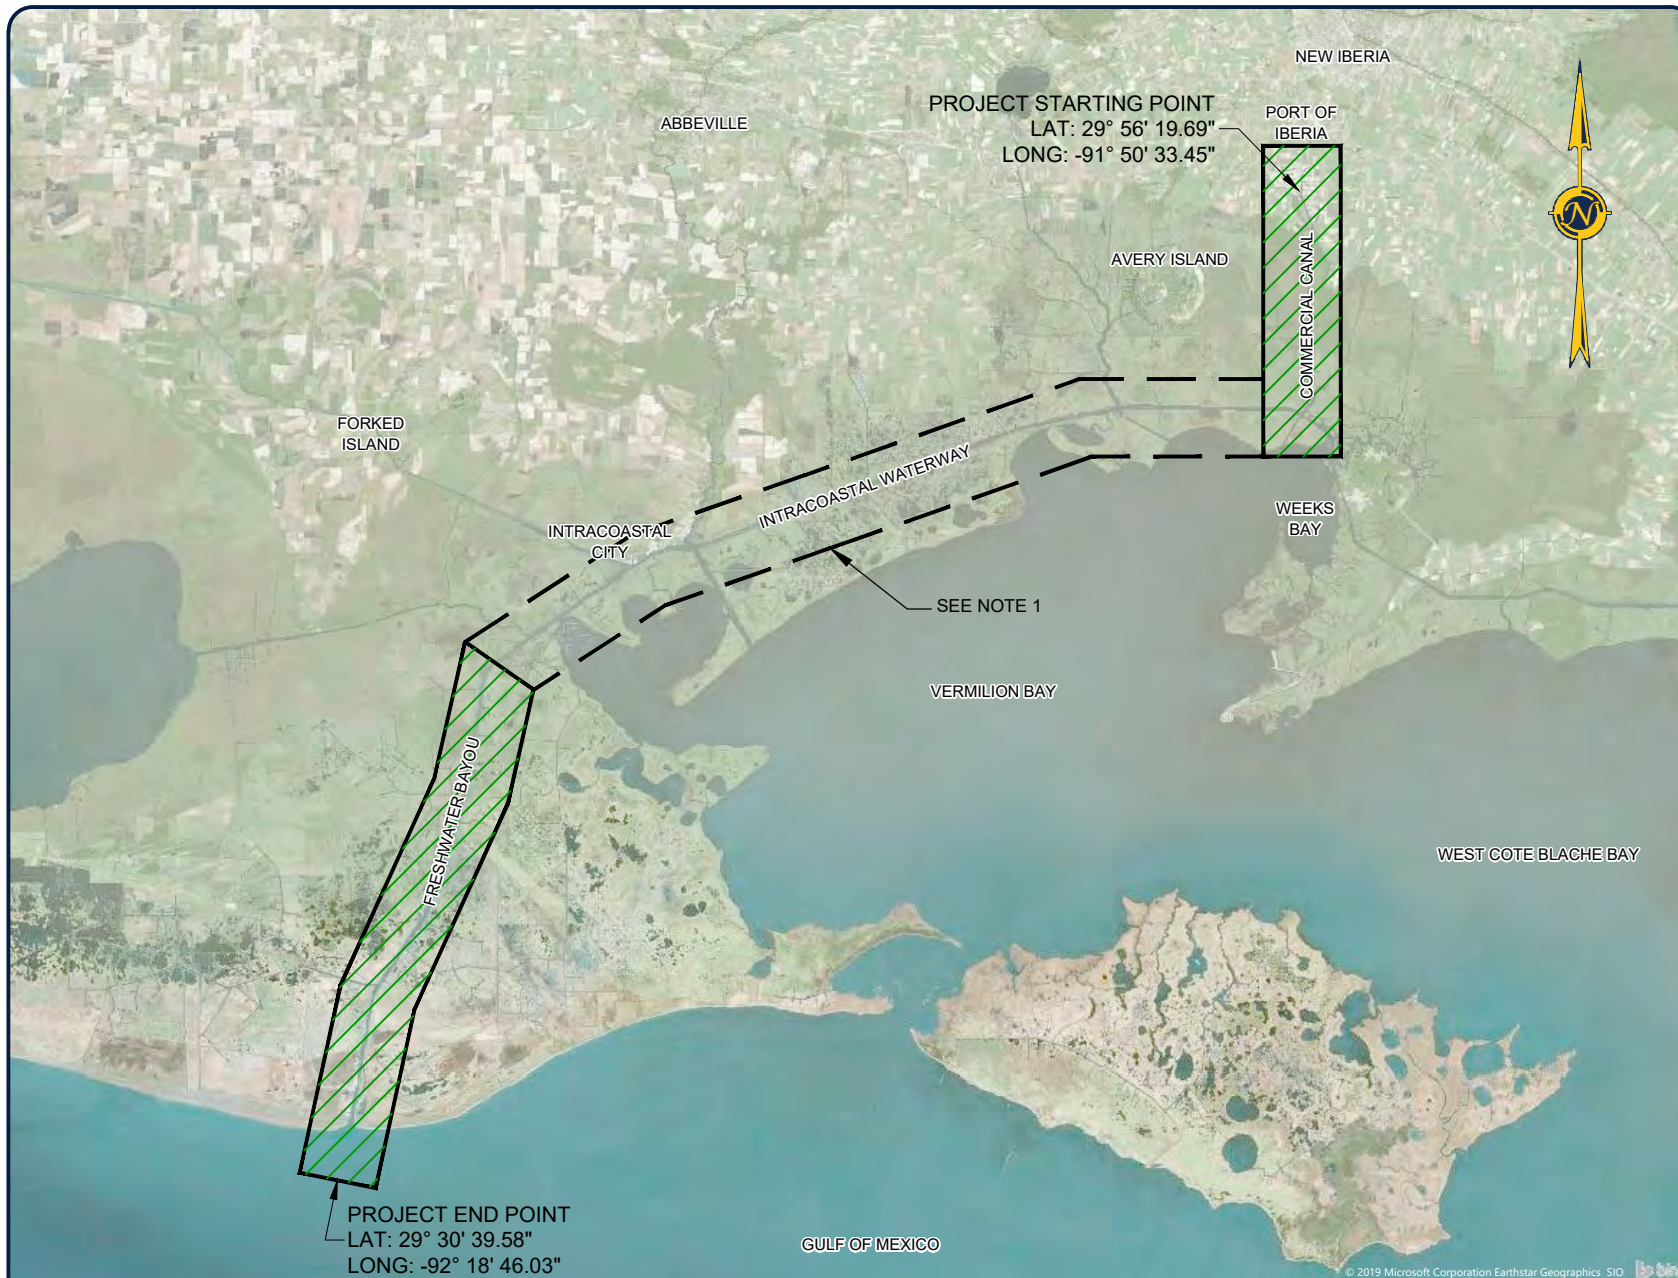 NEW IBERIA
PROJECT STARTING POINT
LAT: 29° 56' 19.69"
LONG: -91° 50' 33.45"
PORT OF
IBERIA
ABBEVILLE
N
AVERY ISLAND
COMMERCIAL CANAL
FORKED
ISLAND
INTRACOASTAL WATERWAY
INTRACOASTAL
CITY
WEEKS
BAY
SEE NOTE 1
VERMILION BAY
FRESHWATER BAYOU
WEST COTE BLACHE BAY
PROJECT END POINT
LAT: 29° 30' 39.58"
LONG: -92° 18' 46.03"
GULF OF MEXICO
© 2019 Microsoft Corporation Earthstar Geographics SIO